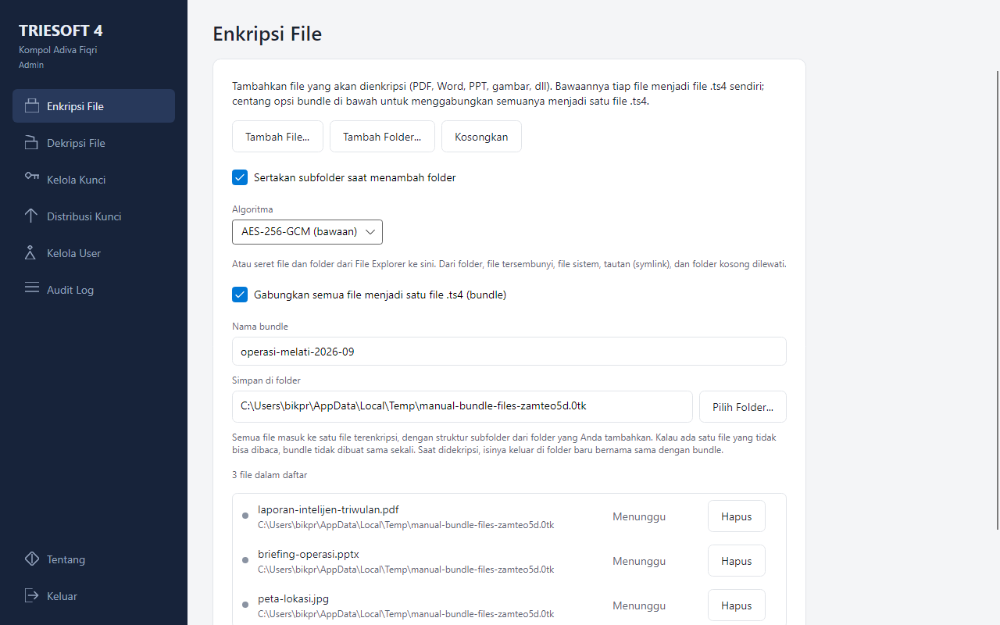 TRIESOFT 4
Kompol Adiva Fiqri
Admin
Enkripsi File
Dekripsi File
Kelola Kunci
Distribusi Kunci
Kelola User
Audit Log
Tentang
Keluar
Enkripsi File
Tambahkan file yang akan dienkripsi (PDF, Word, PPT, gambar, dll). Bawaannya tiap file menjadi file .ts4 sendiri;
centang opsi bundle di bawah untuk menggabungkan semuanya menjadi satu file .ts4.
Tambah File... Tambah Folder... Kosongkan
Sertakan subfolder saat menambah folder
Algoritma
AES-256-GCM (bawaan)
Atau seret file dan folder dari File Explorer ke sini. Dari folder, file tersembunyi, file sistem, tautan (symlink), dan folder kosong dilewati.
Gabungkan semua file menjadi satu file .ts4 (bundle)
Nama bundle
operasi-melati-2026-09
Simpan di folder
C:\Users\bikpr\AppData\Local\Temp\manual-bundle-files-zamteo5d.0tk Pilih Folder...
Semua file masuk ke satu file terenkripsi, dengan struktur subfolder dari folder yang Anda tambahkan. Kalau ada satu file yang tidak
bisa dibaca, bundle tidak dibuat sama sekali. Saat didekripsi, isinya keluar di folder baru bernama sama dengan bundle.
3 file dalam daftar
laporan-intelijen-triwulan.pdf
C:\Users\bikpr\AppData\Local\Temp\manual-bundle-files-zamteo5d.0tk
Menunggu Hapus
briefing-operasi.pptx
C:\Users\bikpr\AppData\Local\Temp\manual-bundle-files-zamteo5d.0tk
Menunggu Hapus
peta-lokasi.jpg
C:\Users\bikpr\AppData\Local\Temp\manual-bundle-files-zamteo5d.0tk
Menunggu Hapus